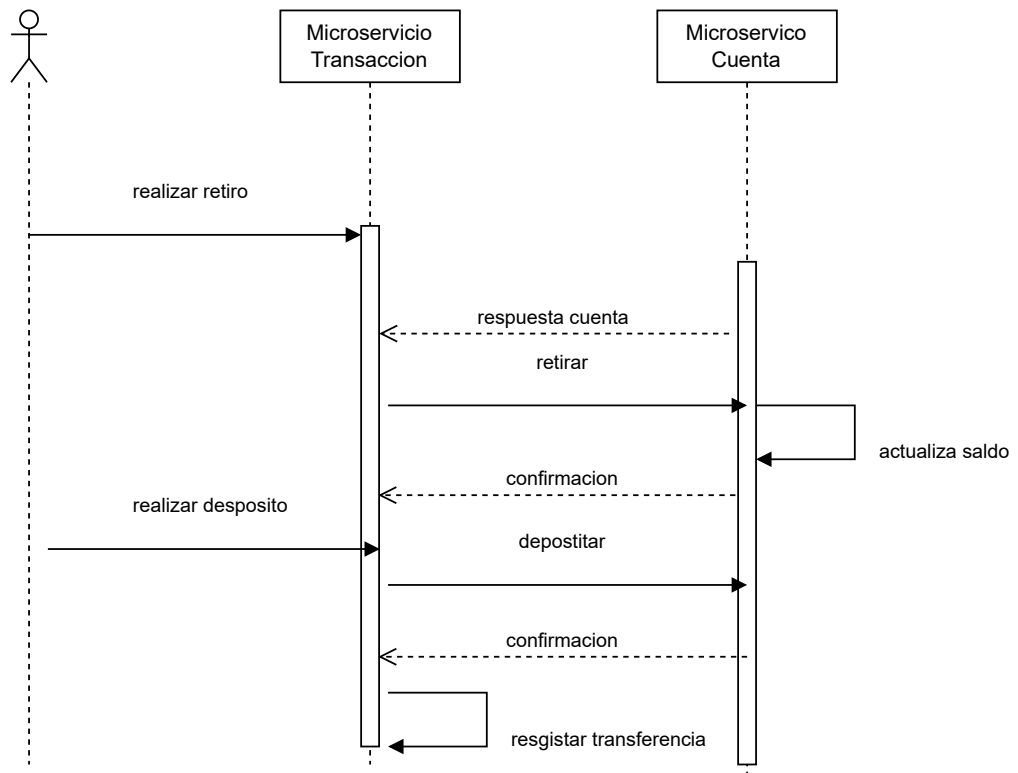 Microservicio
Transaccion
Microservico
Cuenta
realizar retiro
respuesta cuenta
retirar
actualiza saldo
confirmacion
realizar desposito
depostitar
confirmacion
resgistar transferencia